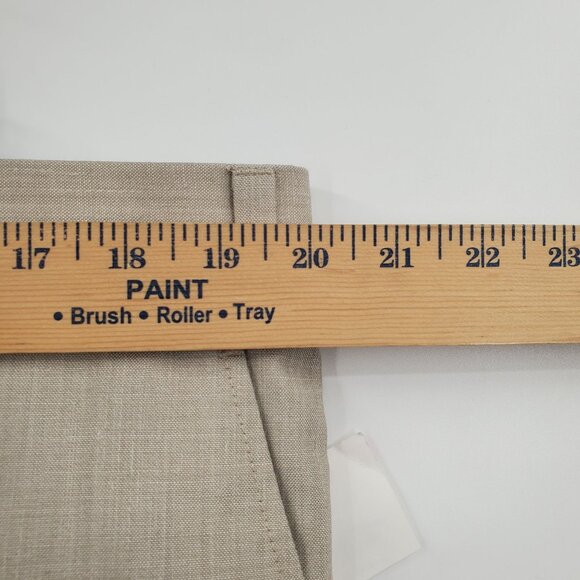 17 18 19 20 21 22 23
PAINT
• Brush • Roller • Tray